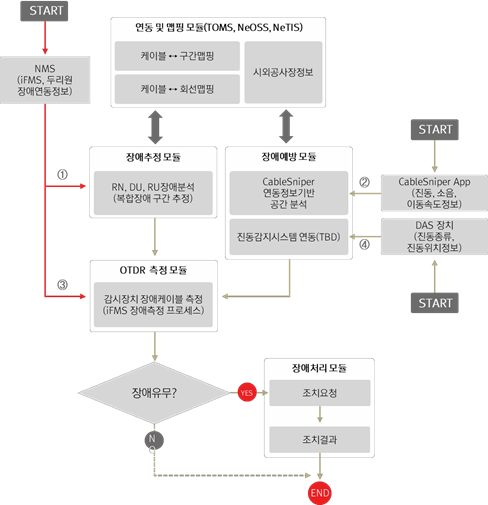 START
연동 및 맵핑 모듈(TOMS, NeOSS, NeTIS)
케이블 ↔ 구간맵핑
케이블 ↔ 회선맵핑
시외공사장정보
NMS
(iFMS, 두리원
장애연동정보)
①
장애추정 모듈
RN, DU, RU장애분석
(복합장애 구간 추정)
장애예방 모듈
CableSniper
연동정보기반
공간 분석
진동감지시스템 연동(TBD)
START
②
CableSniper App
(진동, 소음,
이동속도정보)
④
DAS 장치
(진동종류,
진동위치정보)
START
③
OTDR 측정 모듈
감시장치 장애케이블 측정
(iFMS 장애측정 프로세스)
장애유무?
YES
NO
장애처리 모듈
조치요청
조치결과
END